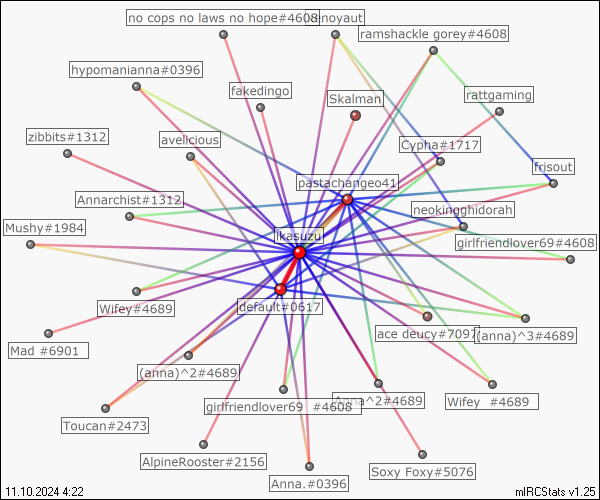 no cops no laws no hope#4608
enoyaut
ramshackle gorey#4608
hypomanianna#0396
fakedingo
Skalman
rattgaming
zibbits#1312
avelicious
Cypha#1717
frisout
pastachangeo41
Annarchist#1312
neokingghidorah
Mushy#1984
ikasuzu
girlfriendlover69#4608
Wifey#4689
default#0617
ace deucy#7097
(anna)^3#4689
Mad #6901
(anna)^2#4689
girlfriendlover69 #4608
Anna^2#4689
Wifey #4689
Toucan#2473
AlpineRooster#2156
Anna.#0396
Soxy Foxy#5076
11.10.2024 4:22
mIRCStats v1.25